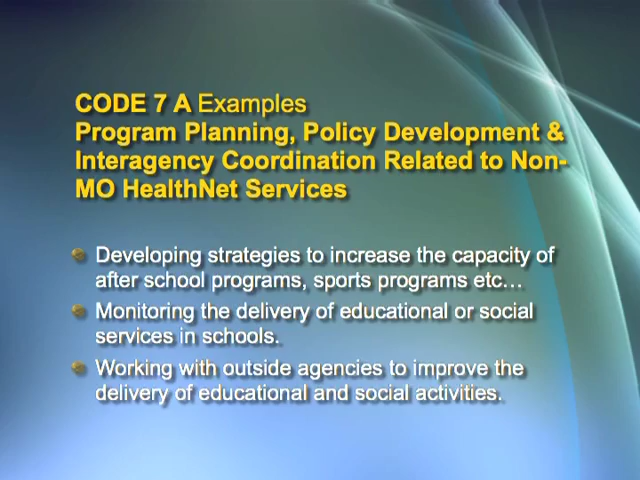 CODE 7 A Examples
Program Planning, Policy Development &
Interagency Coordination Related to Non-
MO HealthNet Services
Developing strategies to increase the capacity of
after school programs, sports programs etc…
Monitoring the delivery of educational or social
services in schools.
Working with outside agencies to improve the
delivery of educational and social activities.